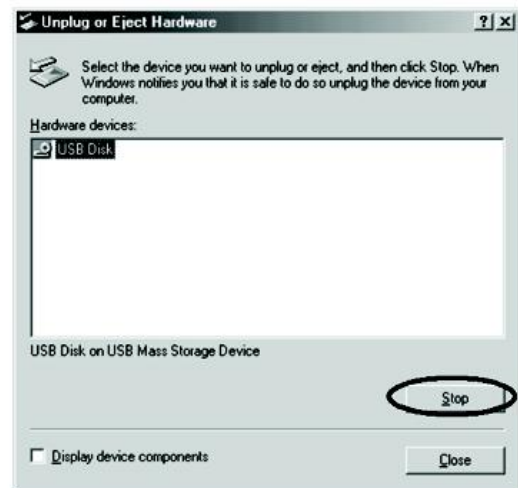 Unplug or Eject Hardware
Select the device you want to unplug or eject, and then click Stop. When
Windows notifies you that it is safe to do so unplug the device from your
computer.
Hardware devices:
USB Disk
USB Disk on USB Mass Storage Device
Stop
Display device components
Close